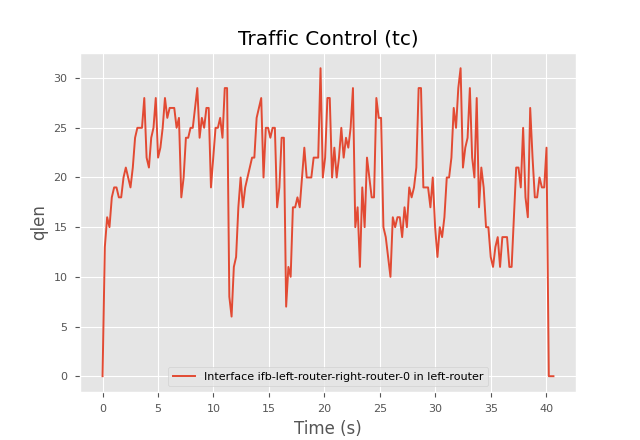 Traffic Control (tc)
qlen
30
25
20
15
10
5
0
Interface ifb-left-router-right-router-0 in left-router
0 5 10 15 20 25 30 35 40
Time (s)